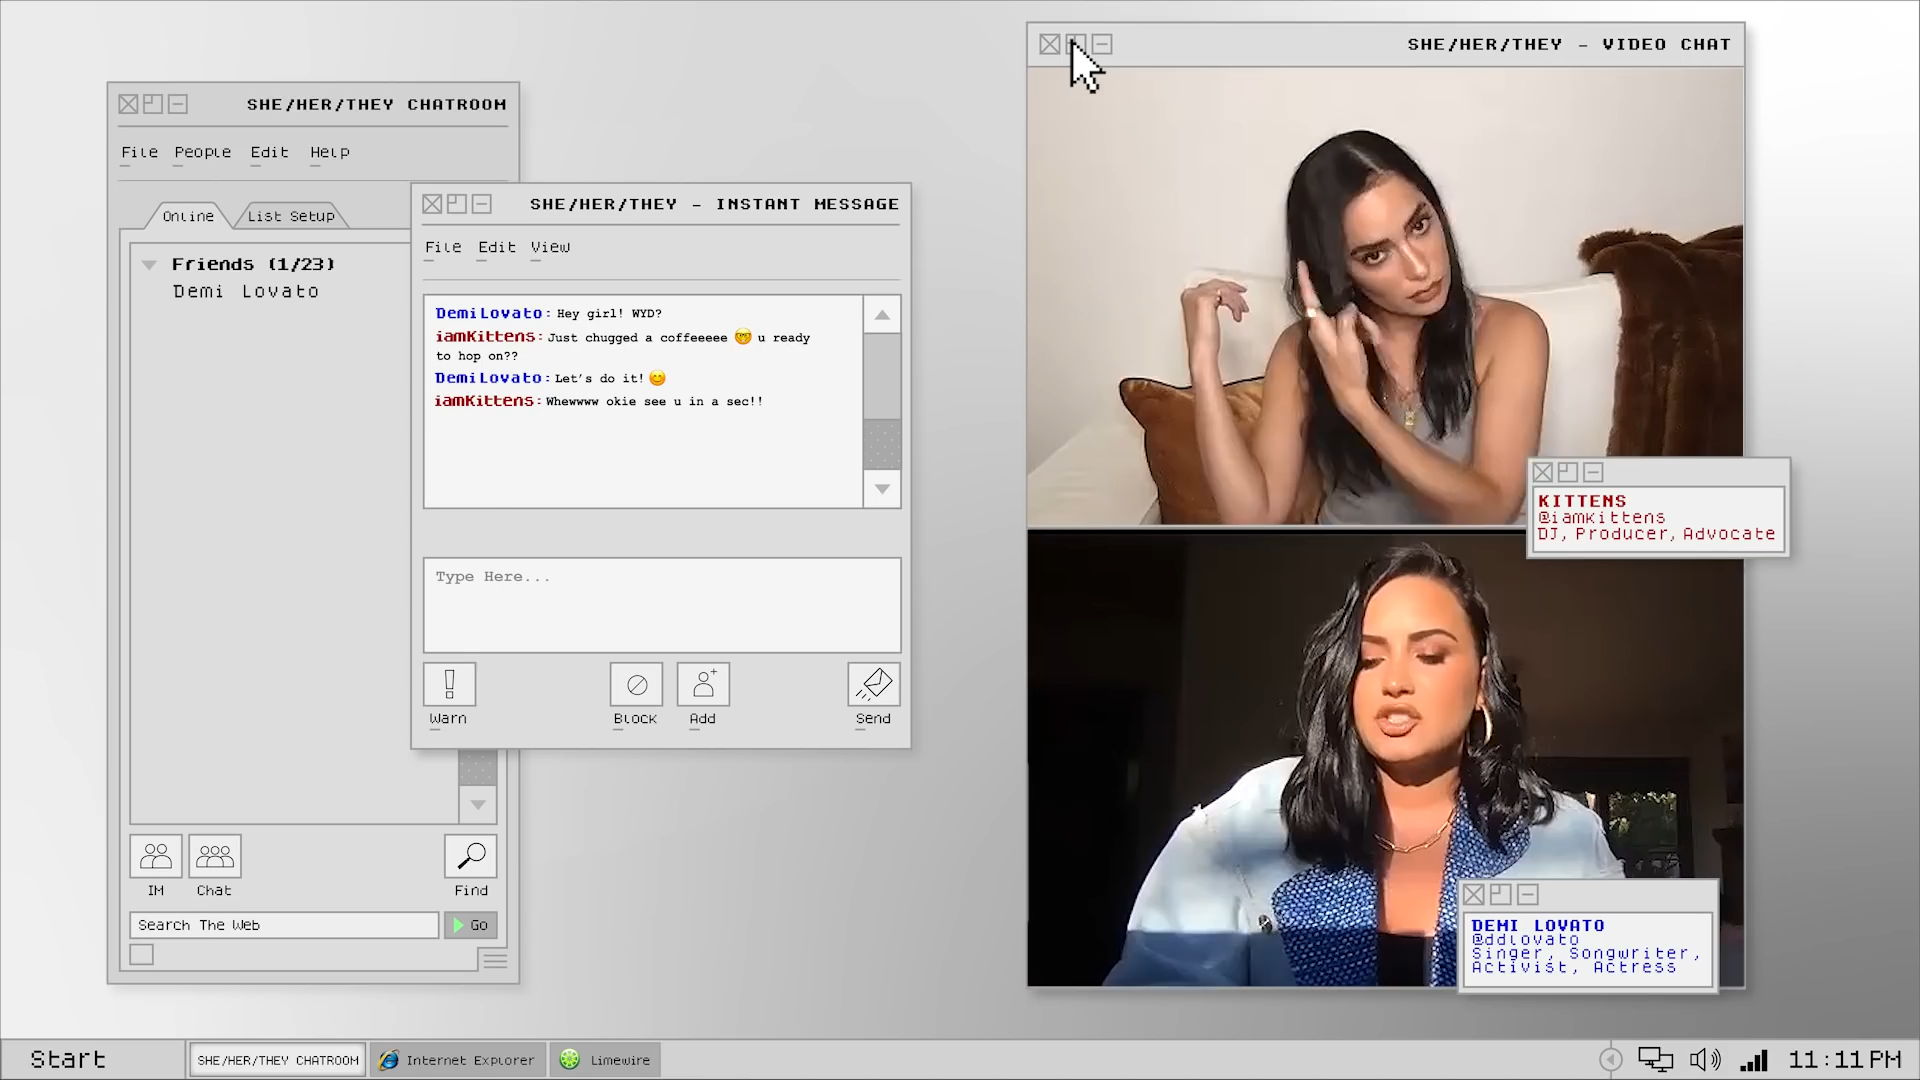 SHE/HER/THEY CHATROOM
File People Edit Help
Online List Setup
Friends (1/23)
Demi Lovato
IM Chat Find
Search The Web Go
SHE/HER/THEY - INSTANT MESSAGE
File Edit View
DemiLovato: Hey girl! WYD?
iamKittens: Just chugged a coffeeeee 🤓 u ready
to hop on??
DemiLovato: Let's do it! 😊
iamKittens: Whewwww okie see u in a sec!!
Type Here...
Warn Block Add Send
SHE/HER/THEY - VIDEO CHAT
KITTENS
@iamkittens
DJ, Producer, Advocate
DEMI LOVATO
@ddlovato
Singer, Songwriter,
Activist, Actress
Start SHE/HER/THEY CHATROOM Internet Explorer Limewire 11:11 PM